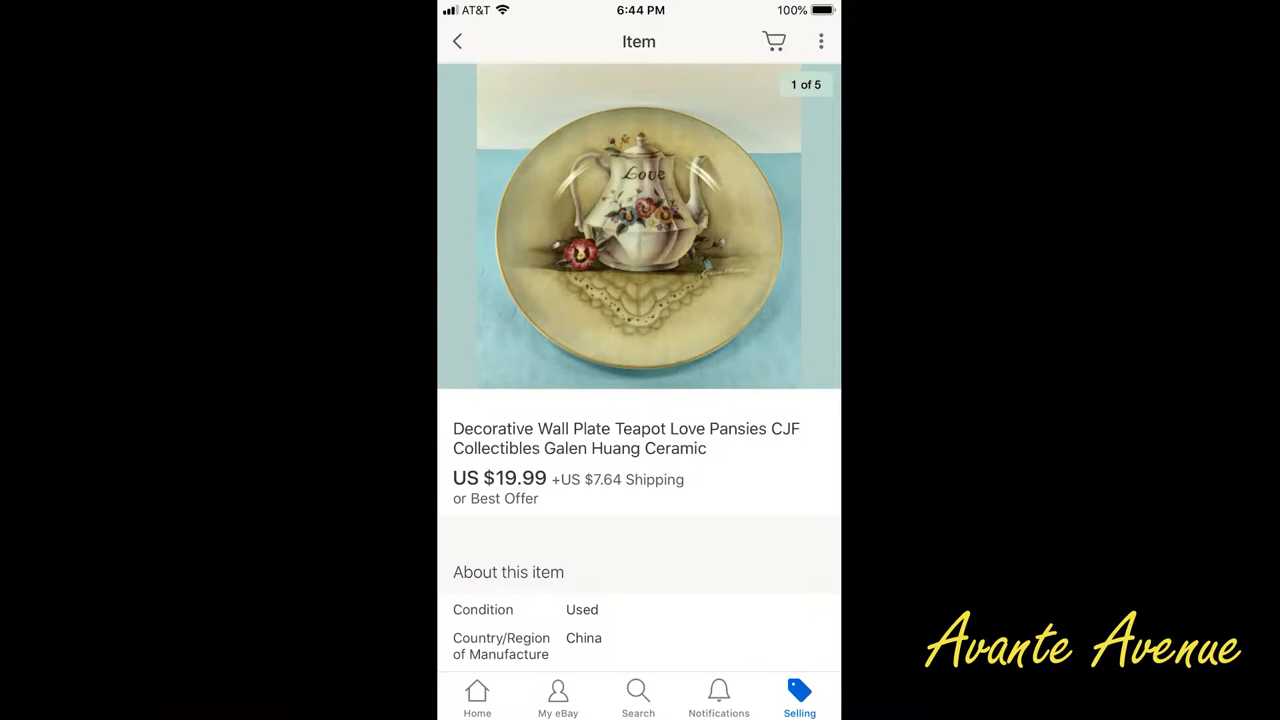 AT&T
6:44 PM
100%
Item
1 of 5
Love
Decorative Wall Plate Teapot Love Pansies CJF
Collectibles Galen Huang Ceramic
US $19.99 +US $7.64 Shipping
or Best Offer
About this item
Condition Used
Country/Region China
of Manufacture
Home
My eBay
Search
Notifications
Selling
Avante Avenue